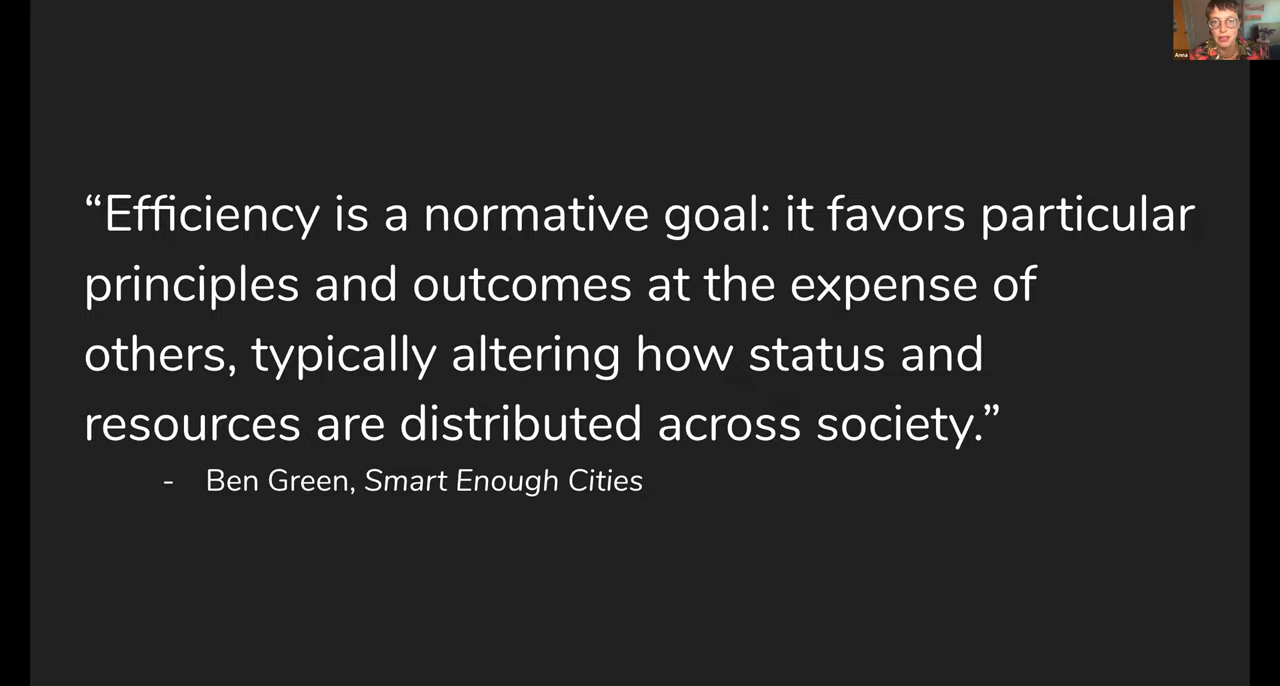 Anna
“Efficiency is a normative goal: it favors particular
principles and outcomes at the expense of
others, typically altering how status and
resources are distributed across society.”
- Ben Green, Smart Enough Cities